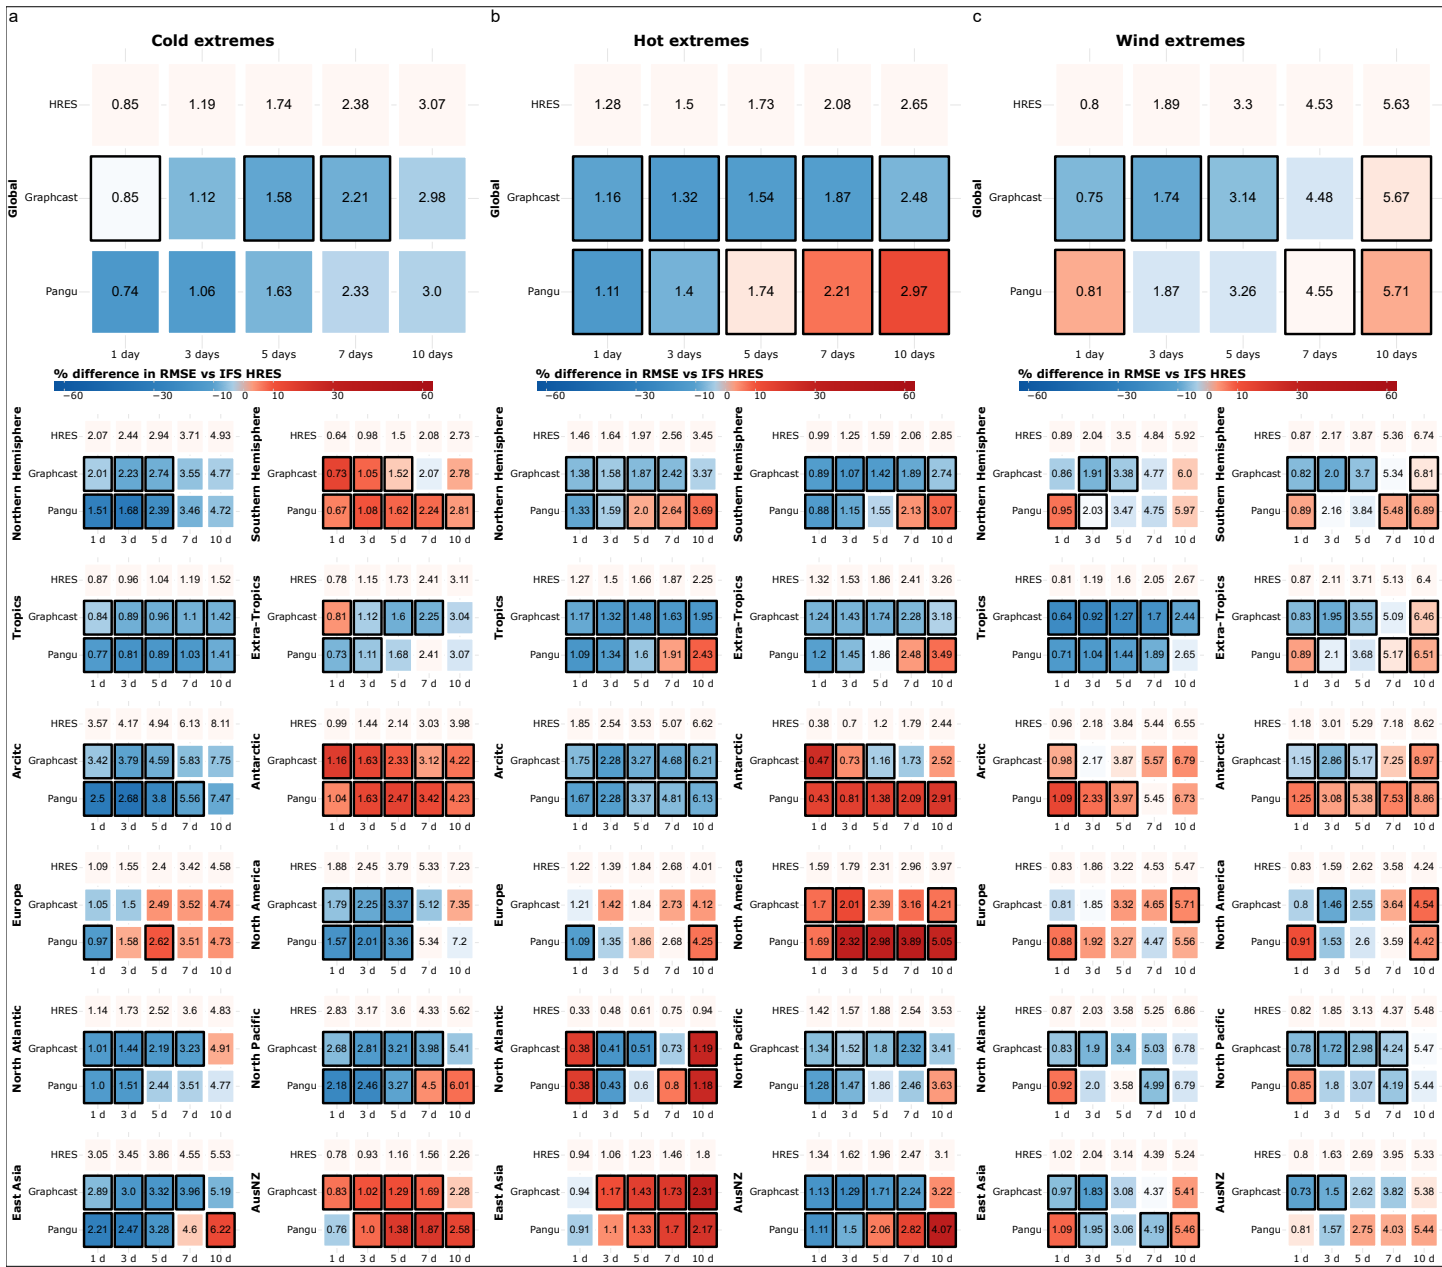 a b c
Cold extremes Hot extremes Wind extremes
HRES 0.85 1.19 1.74 2.38 3.07 HRES 1.28 1.5 1.73 2.08 2.65 HRES 0.8 1.89 3.3 4.53 5.63
Global Graphcast 0.85 1.12 1.58 2.21 2.98 Global Graphcast 1.16 1.32 1.54 1.87 2.48 Global Graphcast 0.75 1.74 3.14 4.48 5.67
Pangu 0.74 1.06 1.63 2.33 3.0 Pangu 1.11 1.4 1.74 2.21 2.97 Pangu 0.81 1.87 3.26 4.55 5.71
1 day 3 days 5 days 7 days 10 days 1 day 3 days 5 days 7 days 10 days 1 day 3 days 5 days 7 days 10 days
% difference in RMSE vs IFS HRES % difference in RMSE vs IFS HRES % difference in RMSE vs IFS HRES
−60 −30 −10 0 10 30 60 −60 −30 −10 0 10 30 60 −60 −30 −10 0 10 30 60
Northern Hemisphere Southern Hemisphere Northern Hemisphere Southern Hemisphere Northern Hemisphere Southern Hemisphere
HRES 2.07 2.44 2.94 3.71 4.93 HRES 0.64 0.98 1.5 2.08 2.73 HRES 1.46 1.64 1.97 2.56 3.45 HRES 0.99 1.25 1.59 2.06 2.85 HRES 0.89 2.04 3.5 4.84 5.92 HRES 0.87 2.17 3.87 5.36 6.74
Graphcast 2.01 2.23 2.74 3.55 4.77 Graphcast 0.73 1.05 1.52 2.07 2.78 Graphcast 1.38 1.58 1.87 2.42 3.37 Graphcast 0.89 1.07 1.42 1.89 2.74 Graphcast 0.86 1.91 3.38 4.77 6.0 Graphcast 0.82 2.0 3.7 5.34 6.81
Pangu 1.51 1.68 2.39 3.46 4.72 Pangu 0.67 1.08 1.62 2.24 2.81 Pangu 1.33 1.59 2.0 2.64 3.69 Pangu 0.88 1.15 1.55 2.13 3.07 Pangu 0.95 2.03 3.47 4.75 5.97 Pangu 0.89 2.16 3.84 5.48 6.89
1 d 3 d 5 d 7 d 10 d 1 d 3 d 5 d 7 d 10 d 1 d 3 d 5 d 7 d 10 d 1 d 3 d 5 d 7 d 10 d 1 d 3 d 5 d 7 d 10 d 1 d 3 d 5 d 7 d 10 d
Tropics Extra-Tropics Tropics Extra-Tropics Tropics Extra-Tropics
HRES 0.87 0.96 1.04 1.19 1.52 HRES 0.78 1.15 1.73 2.41 3.11 HRES 1.27 1.5 1.66 1.87 2.25 HRES 1.32 1.53 1.86 2.41 3.26 HRES 0.81 1.19 1.6 2.05 2.67 HRES 0.87 2.11 3.71 5.13 6.4
Graphcast 0.84 0.89 0.96 1.1 1.42 Graphcast 0.81 1.12 1.6 2.25 3.04 Graphcast 1.17 1.32 1.48 1.63 1.95 Graphcast 1.24 1.43 1.74 2.28 3.18 Graphcast 0.64 0.92 1.27 1.7 2.44 Graphcast 0.83 1.95 3.55 5.09 6.46
Pangu 0.77 0.81 0.89 1.03 1.41 Pangu 0.73 1.11 1.68 2.41 3.07 Pangu 1.09 1.34 1.6 1.91 2.43 Pangu 1.2 1.45 1.86 2.48 3.49 Pangu 0.71 1.04 1.44 1.89 2.65 Pangu 0.89 2.1 3.68 5.17 6.51
1 d 3 d 5 d 7 d 10 d 1 d 3 d 5 d 7 d 10 d 1 d 3 d 5 d 7 d 10 d 1 d 3 d 5 d 7 d 10 d 1 d 3 d 5 d 7 d 10 d 1 d 3 d 5 d 7 d 10 d
Arcitc Antarctic Arcitc Antarctic Arcitc Antarctic
HRES 3.57 4.17 4.94 6.13 8.11 HRES 0.99 1.44 2.14 3.03 3.98 HRES 1.85 2.54 3.53 5.07 6.62 HRES 0.38 0.7 1.2 1.79 2.44 HRES 0.96 2.18 3.84 5.44 6.55 HRES 1.18 3.01 5.29 7.18 8.62
Graphcast 3.42 3.79 4.59 5.83 7.75 Graphcast 1.16 1.63 2.33 3.12 4.22 Graphcast 1.75 2.28 3.27 4.68 6.21 Graphcast 0.47 0.73 1.16 1.73 2.52 Graphcast 0.98 2.17 3.87 5.57 6.79 Graphcast 1.15 2.86 5.17 7.25 8.97
Pangu 2.5 2.68 3.8 5.56 7.47 Pangu 1.04 1.63 2.47 3.42 4.23 Pangu 1.67 2.28 3.37 4.81 6.13 Pangu 0.43 0.81 1.38 2.09 2.91 Pangu 1.09 2.33 3.97 5.45 6.73 Pangu 1.25 3.08 5.38 7.53 8.86
1 d 3 d 5 d 7 d 10 d 1 d 3 d 5 d 7 d 10 d 1 d 3 d 5 d 7 d 10 d 1 d 3 d 5 d 7 d 10 d 1 d 3 d 5 d 7 d 10 d 1 d 3 d 5 d 7 d 10 d
Europe North America Europe North America Europe North America
HRES 1.09 1.55 2.4 3.42 4.58 HRES 1.88 2.45 3.79 5.33 7.23 HRES 1.22 1.39 1.84 2.68 4.01 HRES 1.59 1.79 2.31 2.96 3.97 HRES 0.83 1.86 3.22 4.53 5.47 HRES 0.83 1.59 2.62 3.58 4.24
Graphcast 1.05 1.5 2.49 3.52 4.74 Graphcast 1.79 2.25 3.37 5.12 7.35 Graphcast 1.21 1.42 1.84 2.73 4.12 Graphcast 1.7 2.01 2.39 3.16 4.21 Graphcast 0.81 1.85 3.32 4.65 5.71 Graphcast 0.8 1.46 2.55 3.64 4.54
Pangu 0.97 1.58 2.62 3.51 4.73 Pangu 1.57 2.01 3.36 5.34 7.2 Pangu 1.09 1.35 1.86 2.68 4.25 Pangu 1.69 2.32 2.98 3.89 5.05 Pangu 0.88 1.92 3.27 4.47 5.56 Pangu 0.91 1.53 2.6 3.59 4.42
1 d 3 d 5 d 7 d 10 d 1 d 3 d 5 d 7 d 10 d 1 d 3 d 5 d 7 d 10 d 1 d 3 d 5 d 7 d 10 d 1 d 3 d 5 d 7 d 10 d 1 d 3 d 5 d 7 d 10 d
North Atlantic North Pacific North Atlantic North Pacific North Atlantic North Pacific
HRES 1.14 1.73 2.52 3.6 4.83 HRES 2.83 3.17 3.6 4.33 5.62 HRES 0.33 0.48 0.61 0.75 0.94 HRES 1.42 1.57 1.88 2.54 3.53 HRES 0.87 2.03 3.58 5.25 6.86 HRES 0.82 1.85 3.13 4.37 5.48
Graphcast 1.01 1.44 2.19 3.23 4.91 Graphcast 2.68 2.81 3.21 3.98 5.41 Graphcast 0.38 0.41 0.51 0.73 1.19 Graphcast 1.34 1.52 1.8 2.32 3.41 Graphcast 0.83 1.9 3.4 5.03 6.78 Graphcast 0.78 1.72 2.98 4.24 5.47
Pangu 1.0 1.51 2.44 3.51 4.77 Pangu 2.18 2.46 3.27 4.5 6.01 Pangu 0.38 0.43 0.6 0.8 1.18 Pangu 1.28 1.47 1.86 2.46 3.63 Pangu 0.92 2.0 3.58 4.99 6.79 Pangu 0.85 1.8 3.07 4.19 5.44
1 d 3 d 5 d 7 d 10 d 1 d 3 d 5 d 7 d 10 d 1 d 3 d 5 d 7 d 10 d 1 d 3 d 5 d 7 d 10 d 1 d 3 d 5 d 7 d 10 d 1 d 3 d 5 d 7 d 10 d
East Asia AusNZ East Asia AusNZ East Asia AusNZ
HRES 3.05 3.45 3.86 4.55 5.53 HRES 0.78 0.93 1.16 1.56 2.26 HRES 0.94 1.06 1.23 1.46 1.8 HRES 1.34 1.62 1.96 2.47 3.1 HRES 1.02 2.04 3.14 4.39 5.24 HRES 0.8 1.63 2.69 3.95 5.33
Graphcast 2.89 3.0 3.32 3.96 5.19 Graphcast 0.83 1.02 1.29 1.69 2.28 Graphcast 0.94 1.17 1.43 1.73 2.31 Graphcast 1.13 1.29 1.71 2.24 3.22 Graphcast 0.97 1.83 3.08 4.37 5.41 Graphcast 0.73 1.5 2.62 3.82 5.38
Pangu 2.21 2.47 3.28 4.6 6.22 Pangu 0.76 1.0 1.38 1.87 2.58 Pangu 0.91 1.1 1.33 1.7 2.17 Pangu 1.11 1.5 2.06 2.82 4.07 Pangu 1.09 1.95 3.06 4.19 5.46 Pangu 0.81 1.57 2.75 4.03 5.44
1 d 3 d 5 d 7 d 10 d 1 d 3 d 5 d 7 d 10 d 1 d 3 d 5 d 7 d 10 d 1 d 3 d 5 d 7 d 10 d 1 d 3 d 5 d 7 d 10 d 1 d 3 d 5 d 7 d 10 d